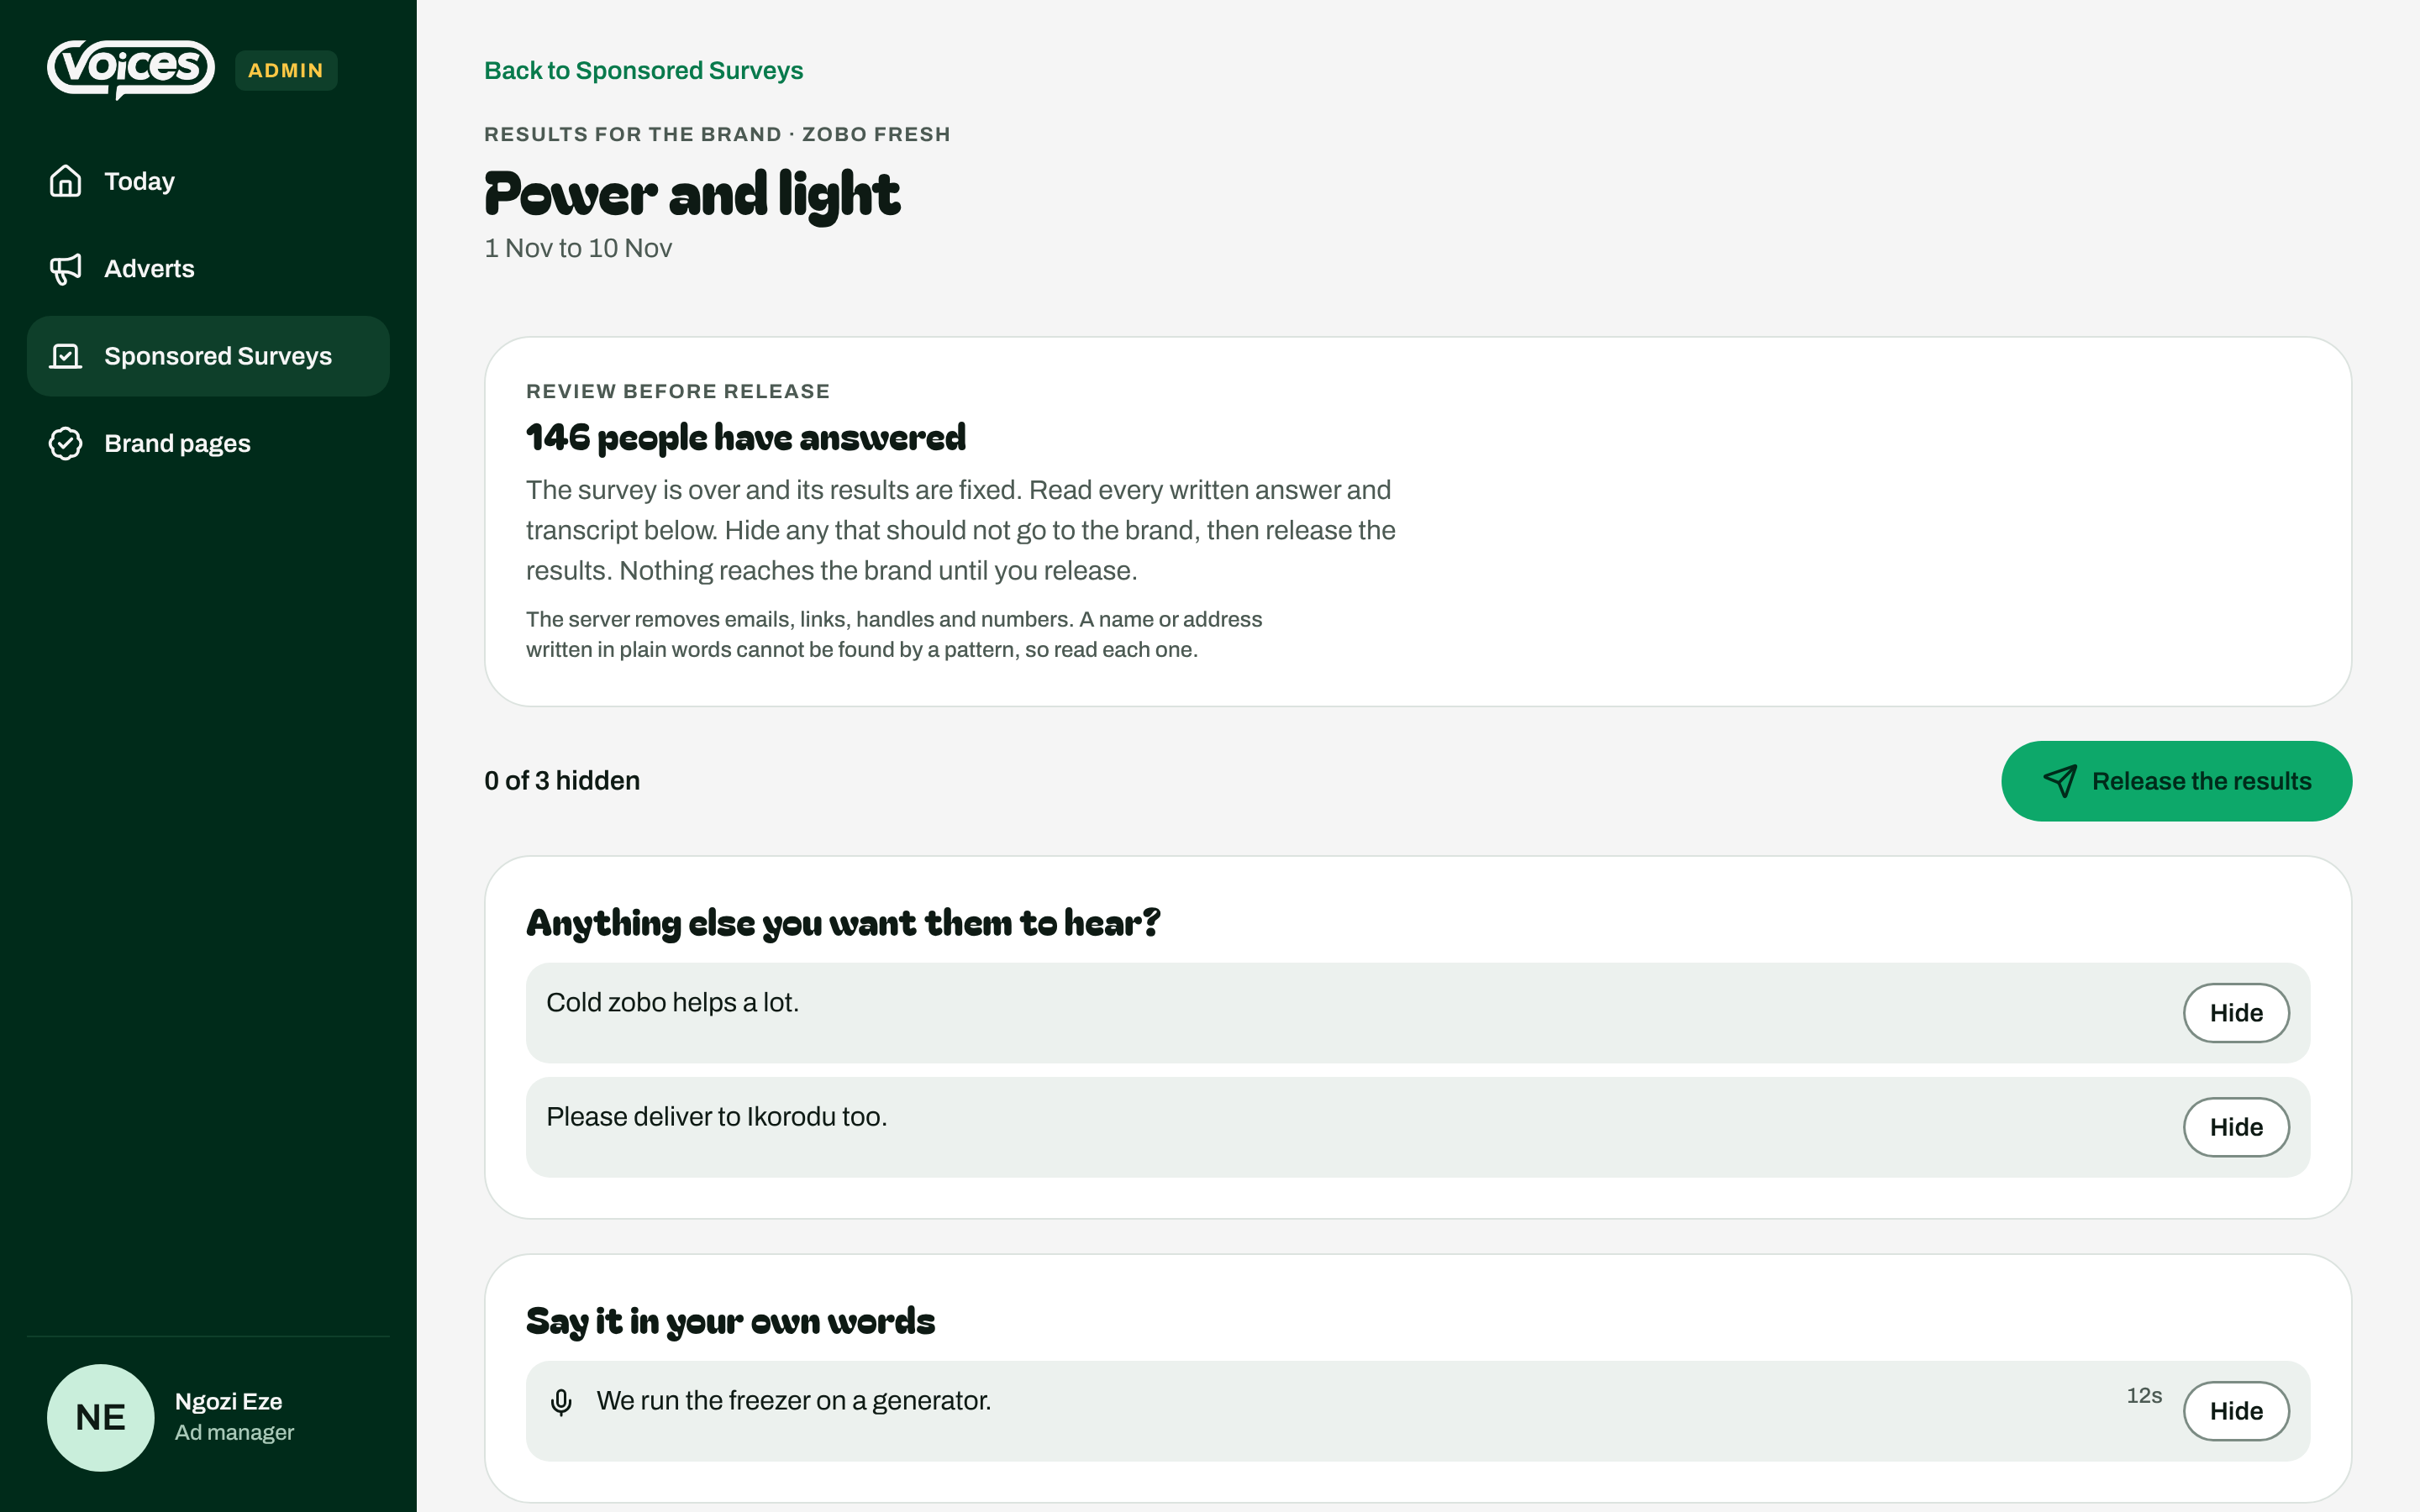 Voices
ADMIN
Today
Adverts
Sponsored Surveys
Brand pages
NE
Ngozi Eze
Ad manager
Back to Sponsored Surveys
RESULTS FOR THE BRAND · ZOBO FRESH
Power and light
1 Nov to 10 Nov
REVIEW BEFORE RELEASE
146 people have answered
The survey is over and its results are fixed. Read every written answer and
transcript below. Hide any that should not go to the brand, then release the
results. Nothing reaches the brand until you release.
The server removes emails, links, handles and numbers. A name or address
written in plain words cannot be found by a pattern, so read each one.
0 of 3 hidden
Release the results
Anything else you want them to hear?
Cold zobo helps a lot.
Hide
Please deliver to Ikorodu too.
Hide
Say it in your own words
We run the freezer on a generator.
12s
Hide